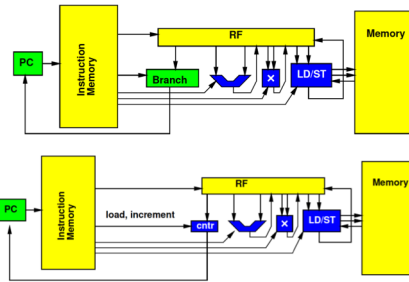 RF
Memory
PC
Instruction
Memory
Branch
×
LD/ST
RF
Memory
PC
Instruction
Memory
load, increment
cntr
×
LD/ST